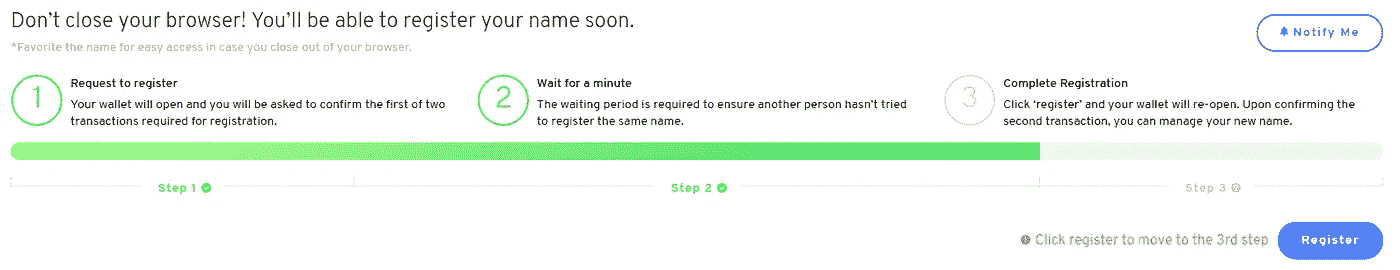 Don't close your browser! You'll be able to register your name soon.
Notify Me
*Favorite the name for easy access in case you close out of your browser.
1
Request to register
Your wallet will open and you will be asked to confirm the first of two
transactions required for registration.
2
Wait for a minute
The waiting period is required to ensure another person hasn't tried
to register the same name.
3
Complete Registration
Click ‘register’ and your wallet will re-open. Upon confirming the
second transaction, you can manage your new name.
Step 1
Step 2
Step 3
Click register to move to the 3rd step
Register